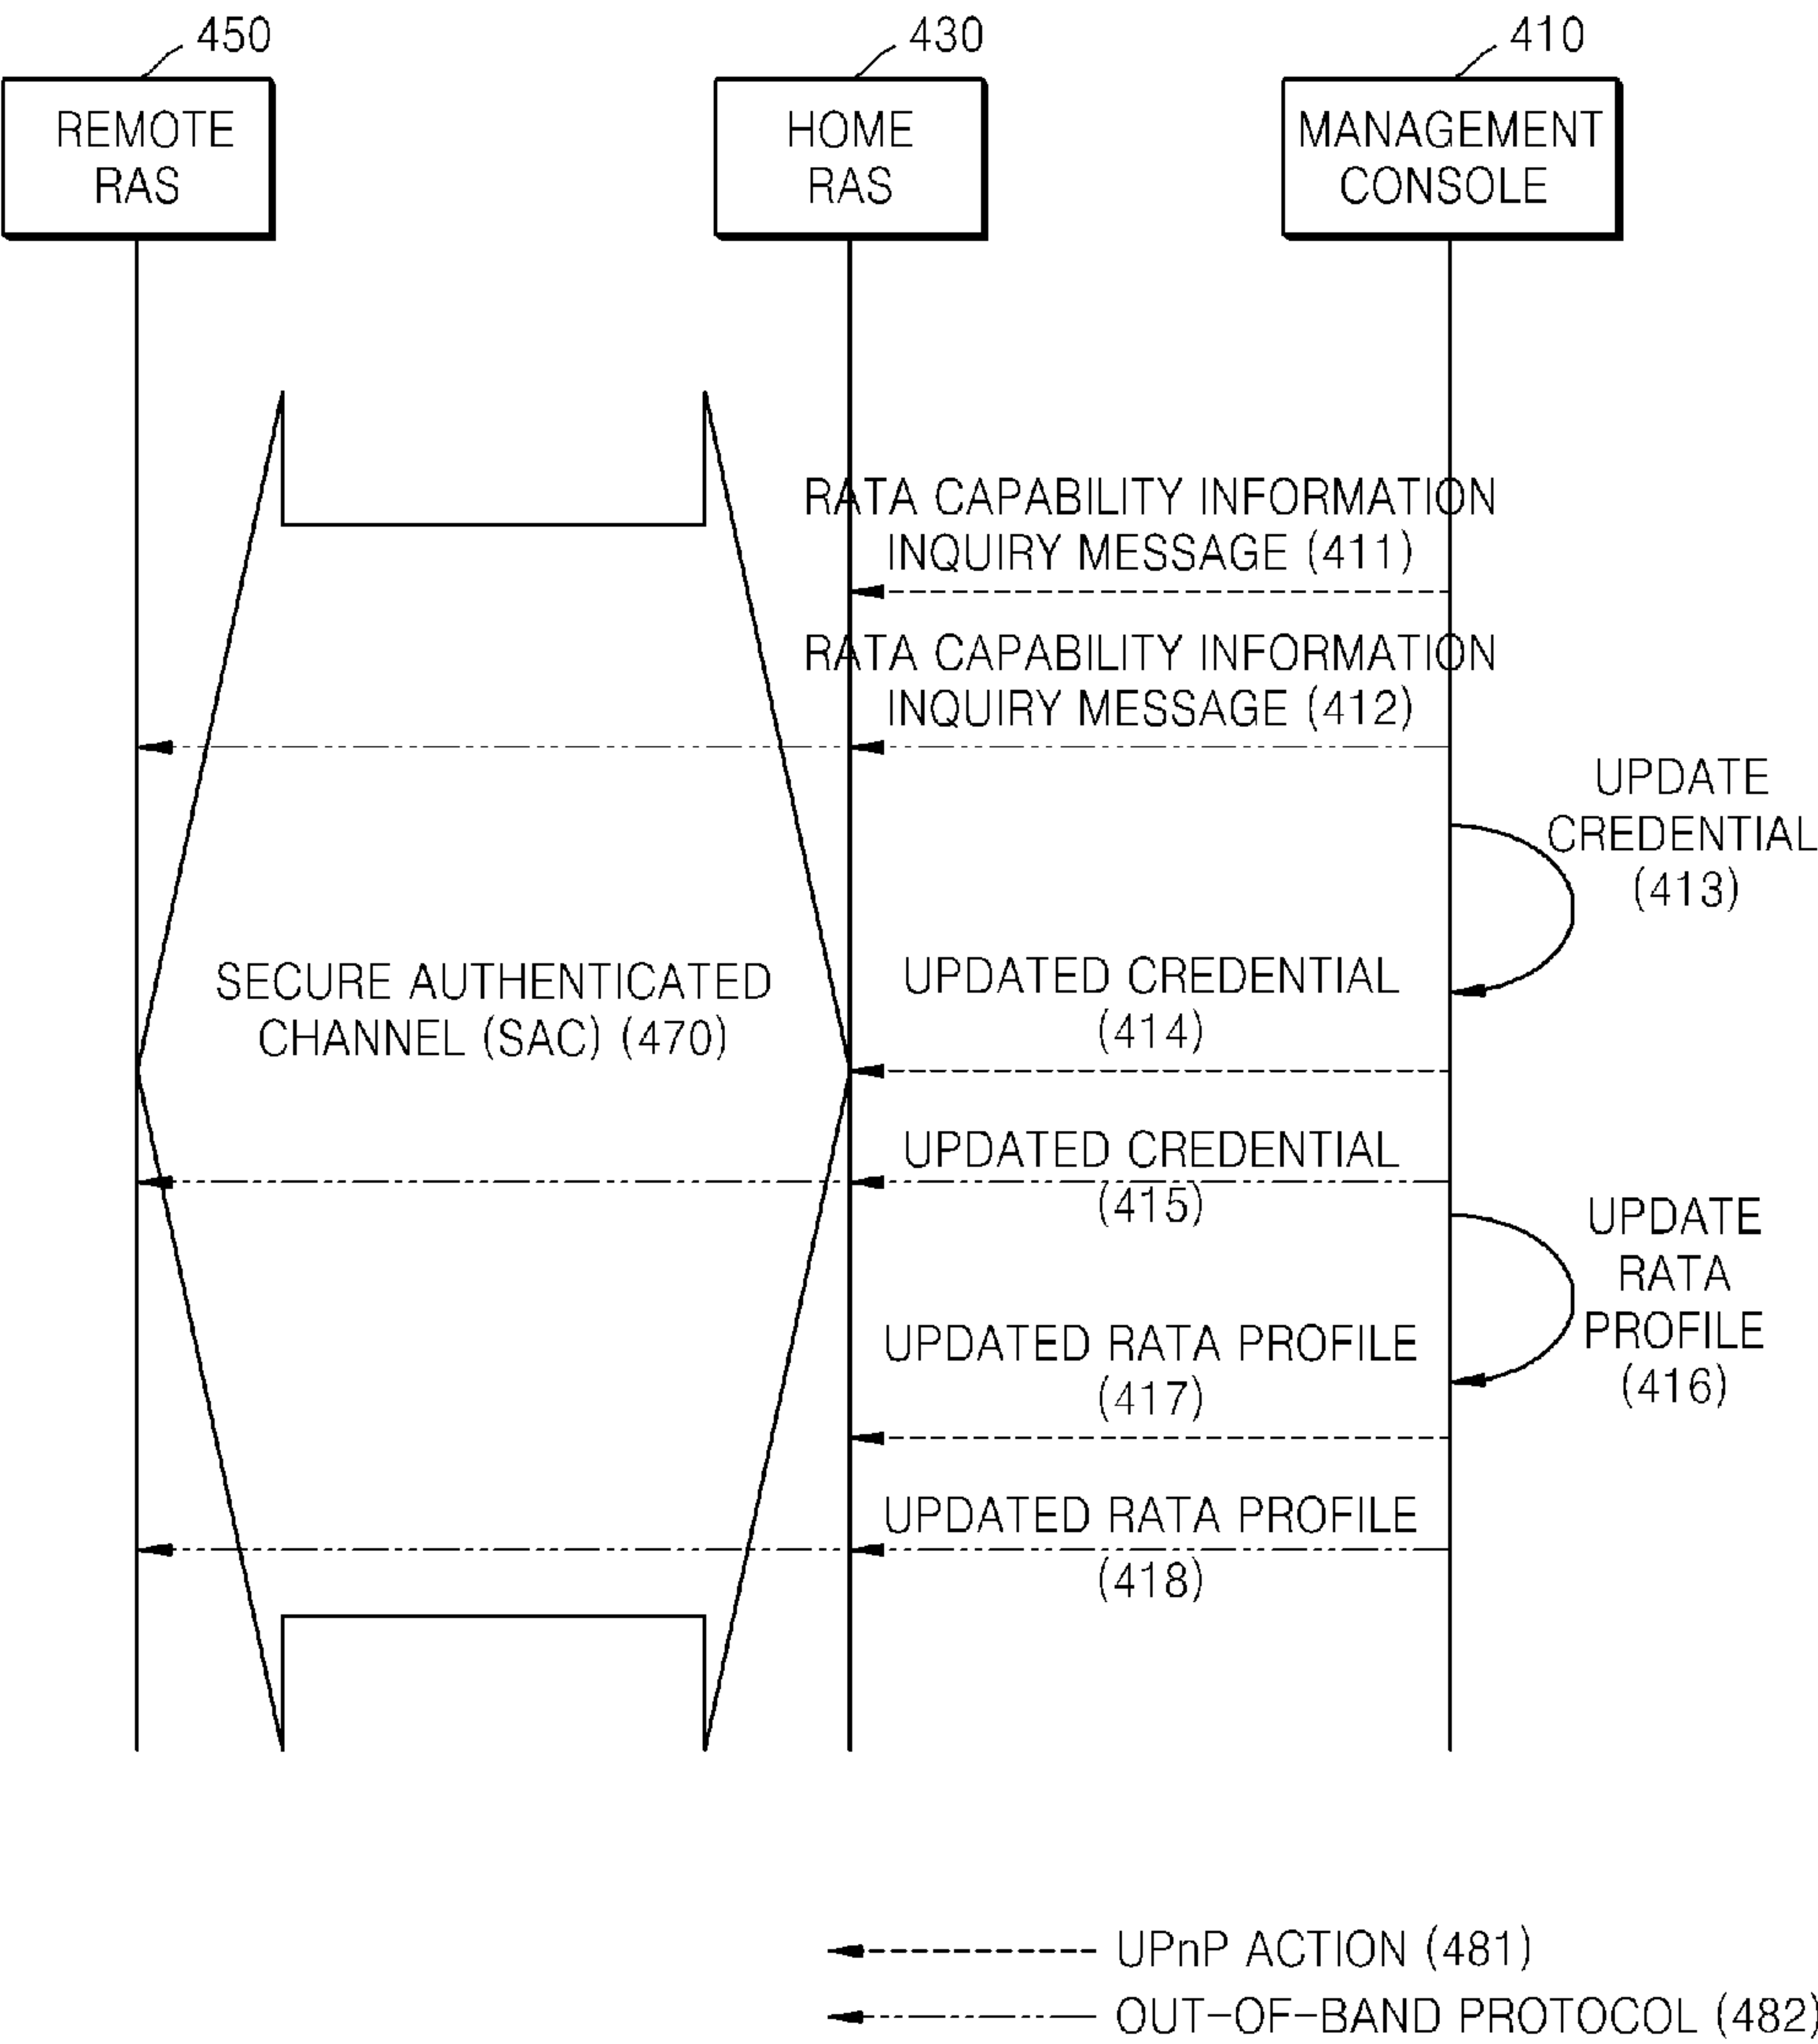 450
430
410
REMOTE
RAS
HOME
RAS
MANAGEMENT
CONSOLE
RATA CAPABILITY INFORMATION
INQUIRY MESSAGE (411)
RATA CAPABILITY INFORMATION
INQUIRY MESSAGE (412)
UPDATE
CREDENTIAL
(413)
SECURE AUTHENTICATED
CHANNEL (SAC) (470)
UPDATED CREDENTIAL
(414)
UPDATED CREDENTIAL
(415)
UPDATE
RATA
PROFILE
(416)
UPDATED RATA PROFILE
(417)
UPDATED RATA PROFILE
(418)
UPnP ACTION (481)
OUT-OF-BAND PROTOCOL (482)